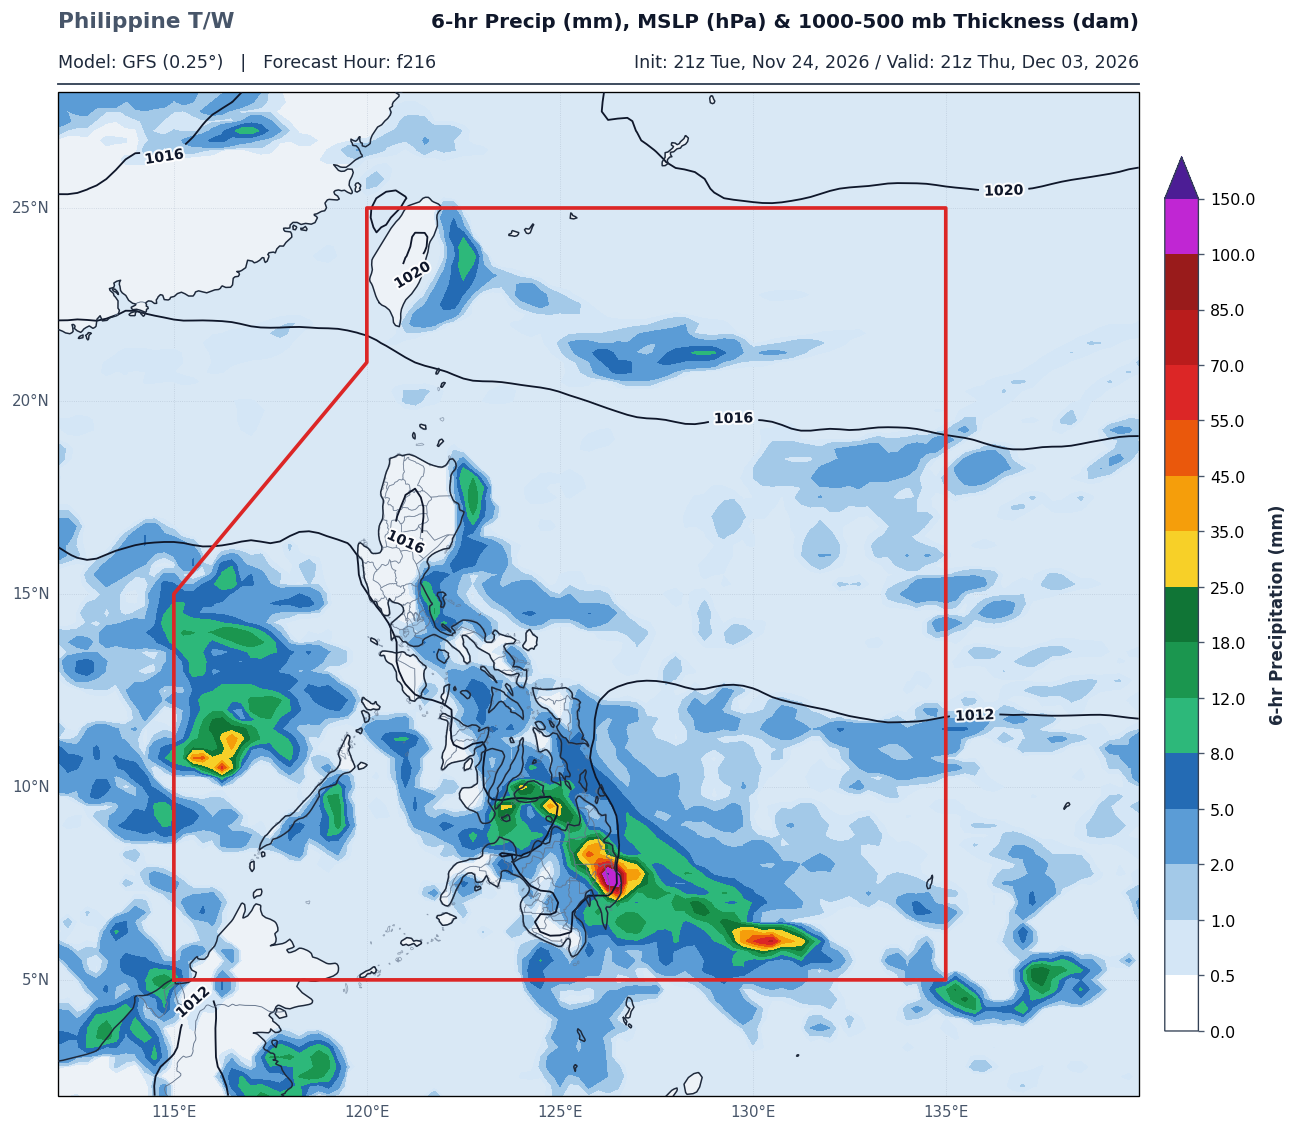 Philippine T/W
6-hr Precip (mm), MSLP (hPa) & 1000-500 mb Thickness (dam)
Model: GFS (0.25°) | Forecast Hour: f216
Init: 21z Tue, Nov 24, 2026 / Valid: 21z Thu, Dec 03, 2026
1016
1020
25°N
1020
20°N
1016
1016
15°N
1012
10°N
5°N
1012
115°E
120°E
125°E
130°E
135°E
150.0
100.0
85.0
70.0
55.0
45.0
35.0
25.0
18.0
12.0
8.0
5.0
2.0
1.0
0.5
0.0
6-hr Precipitation (mm)